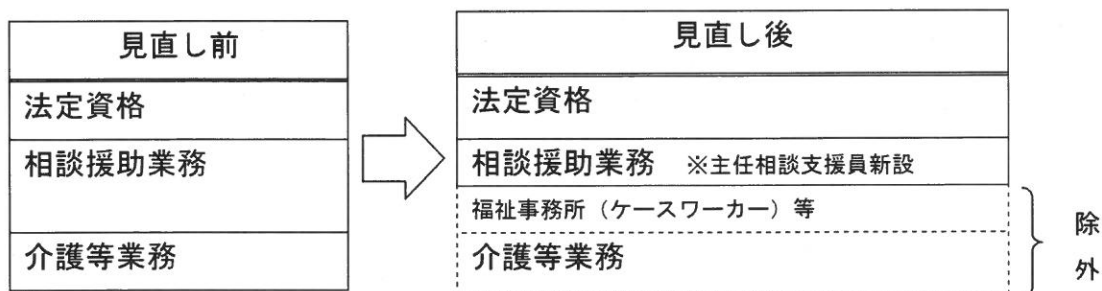 見直し前
法定資格
相談援助業務
介護等業務
見直し後
法定資格
相談援助業務 ※主任相談支援員新設
福祉事務所（ケースワーカー）等
介護等業務
除
外